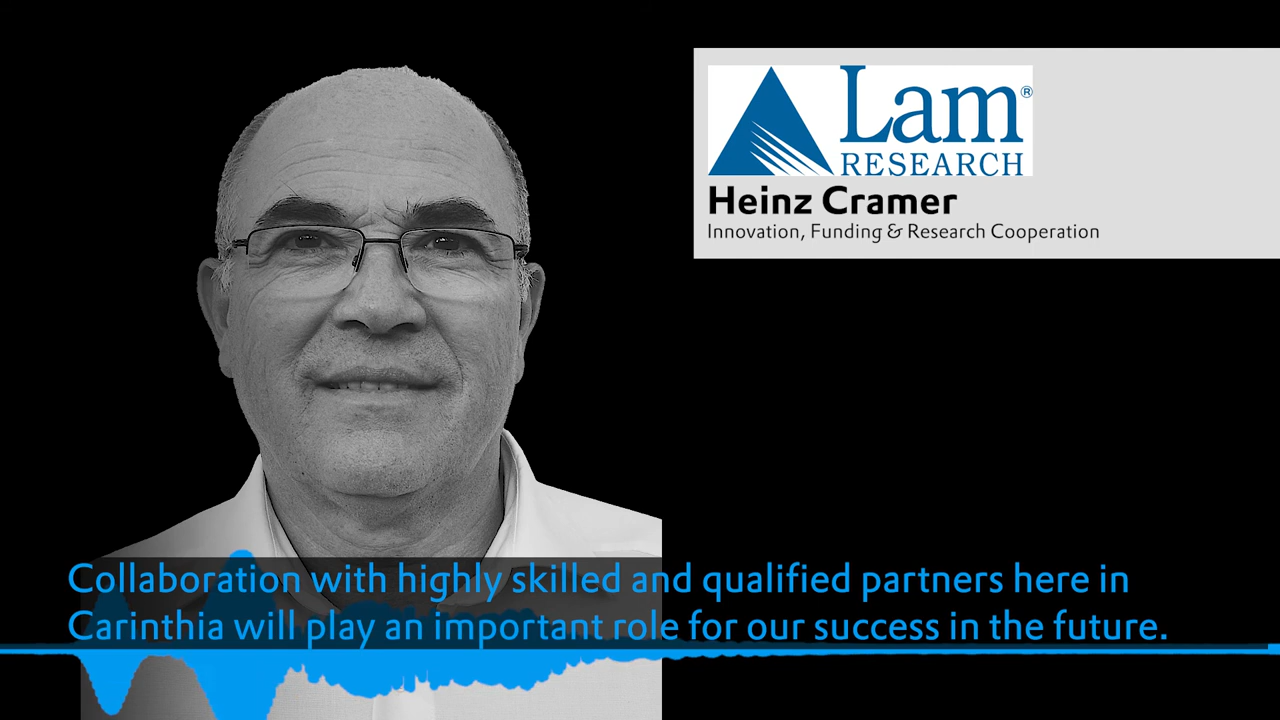 Lam®
RESEARCH
Heinz Cramer
Innovation, Funding & Research Cooperation
Collaboration with highly skilled and qualified partners here in
Carinthia will play an important role for our success in the future.